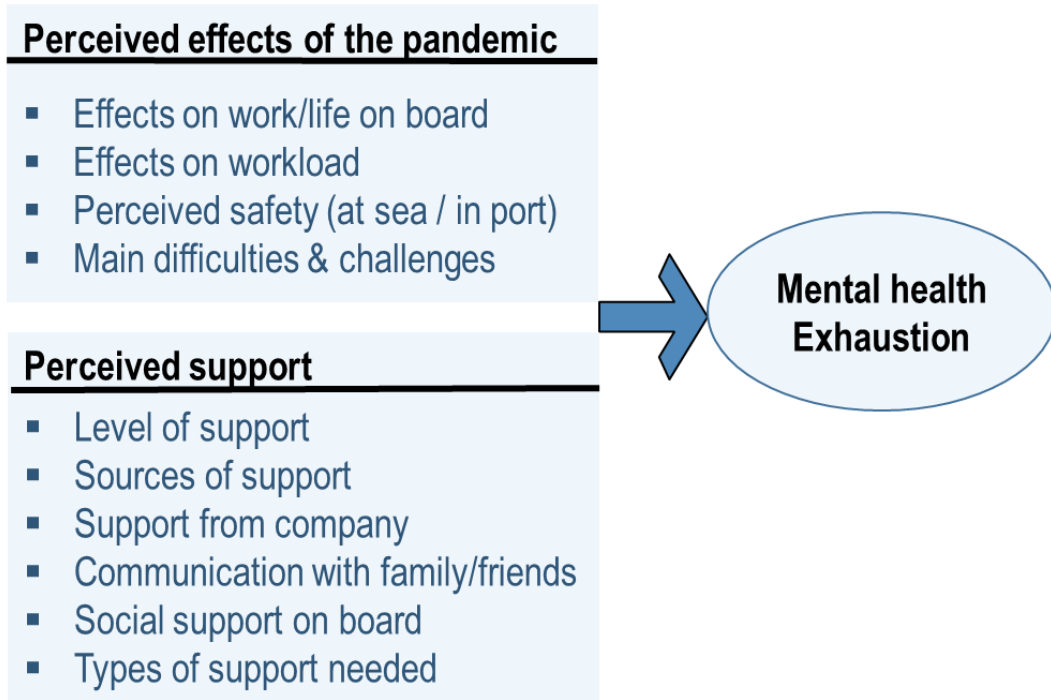 Perceived effects of the pandemic
▪ Effects on work/life on board
▪ Effects on workload
▪ Perceived safety (at sea / in port)
▪ Main difficulties & challenges
Perceived support
▪ Level of support
▪ Sources of support
▪ Support from company
▪ Communication with family/friends
▪ Social support on board
▪ Types of support needed
Mental health
Exhaustion